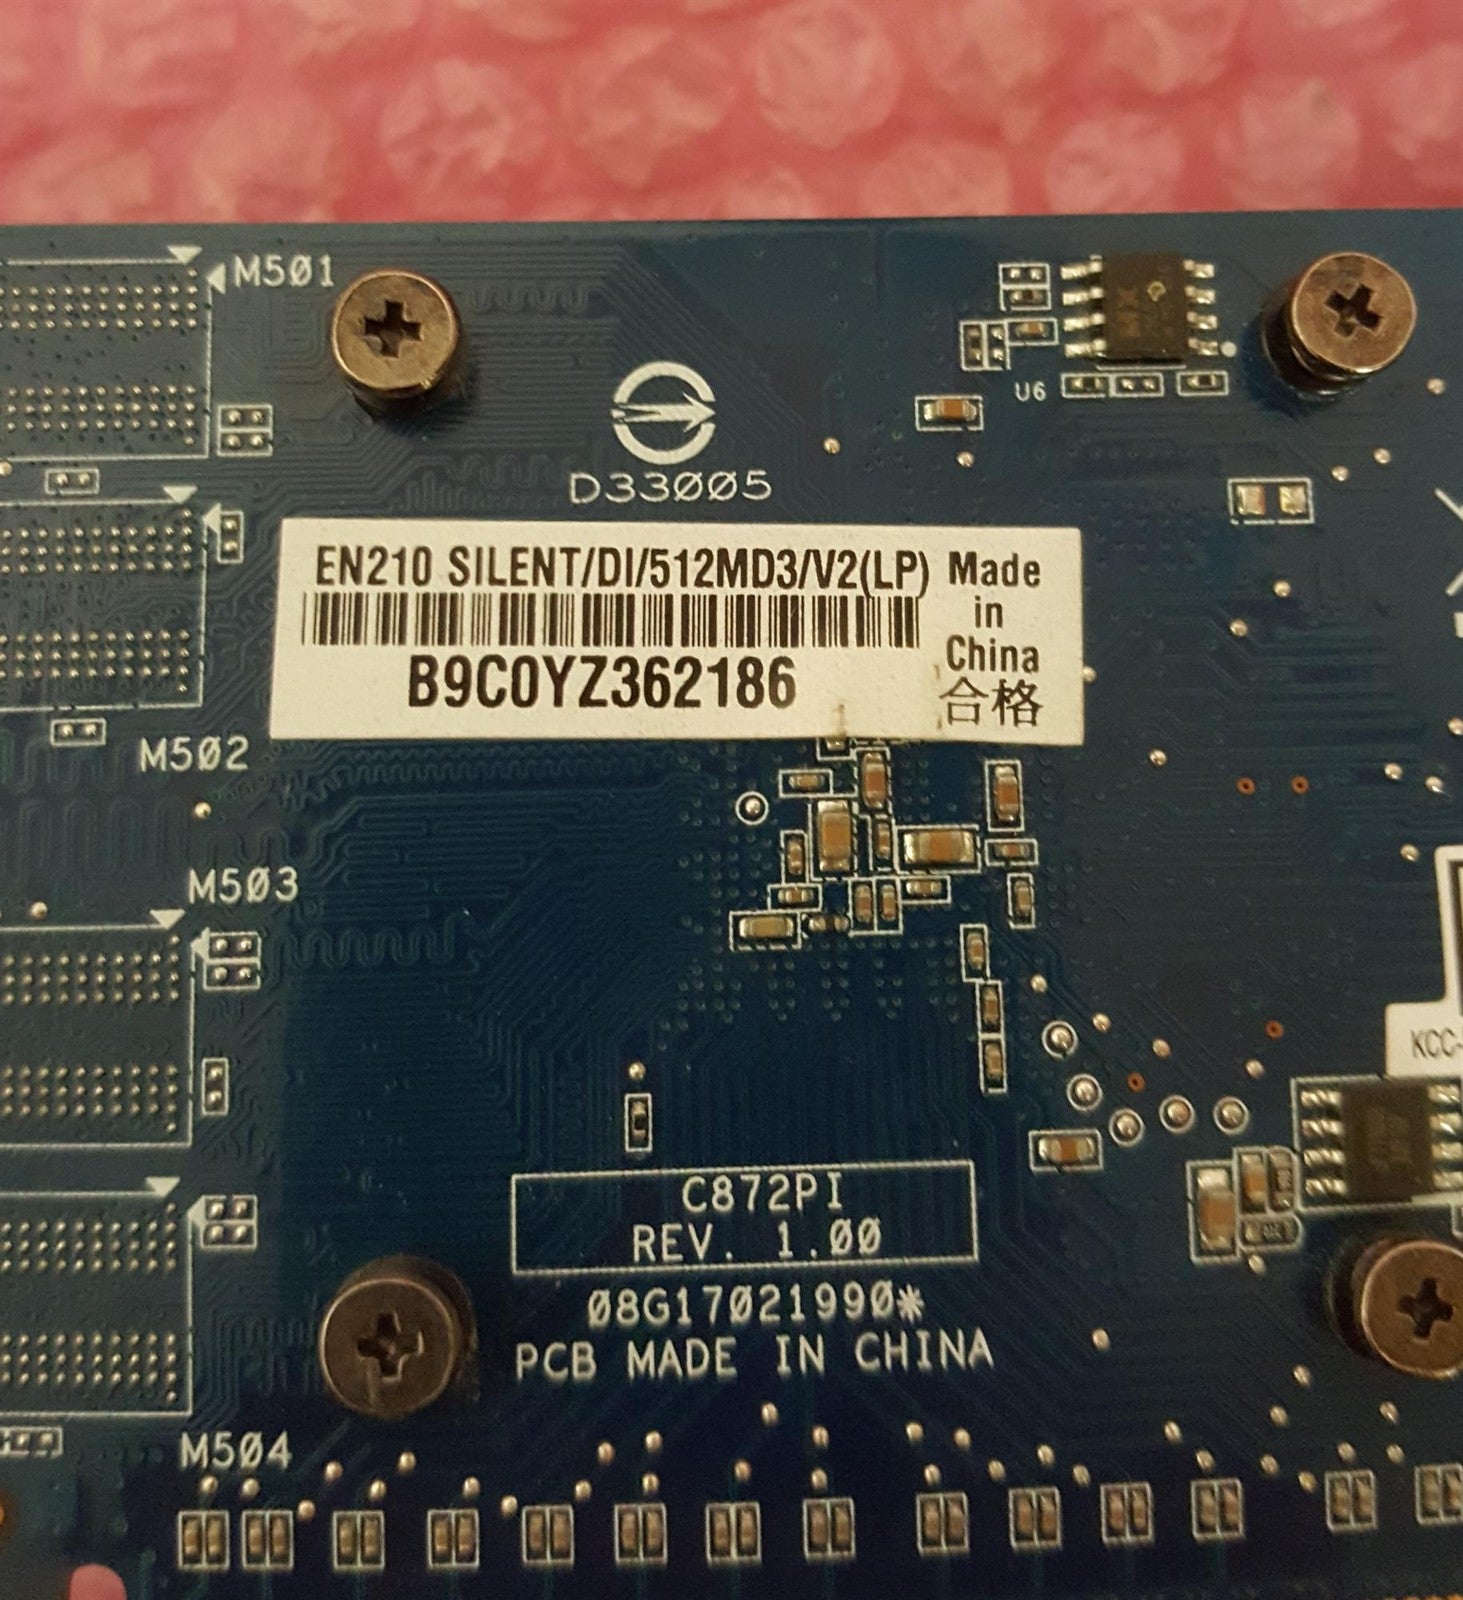 M501
U6
D33005
EN210 SILENT/DI/512MD3/V2(LP)
B9C0YZ362186
Made
in
China
合格
M502
M503
KCC-
C872PI
REV. 1.00
08G17021990*
PCB MADE IN CHINA
M504